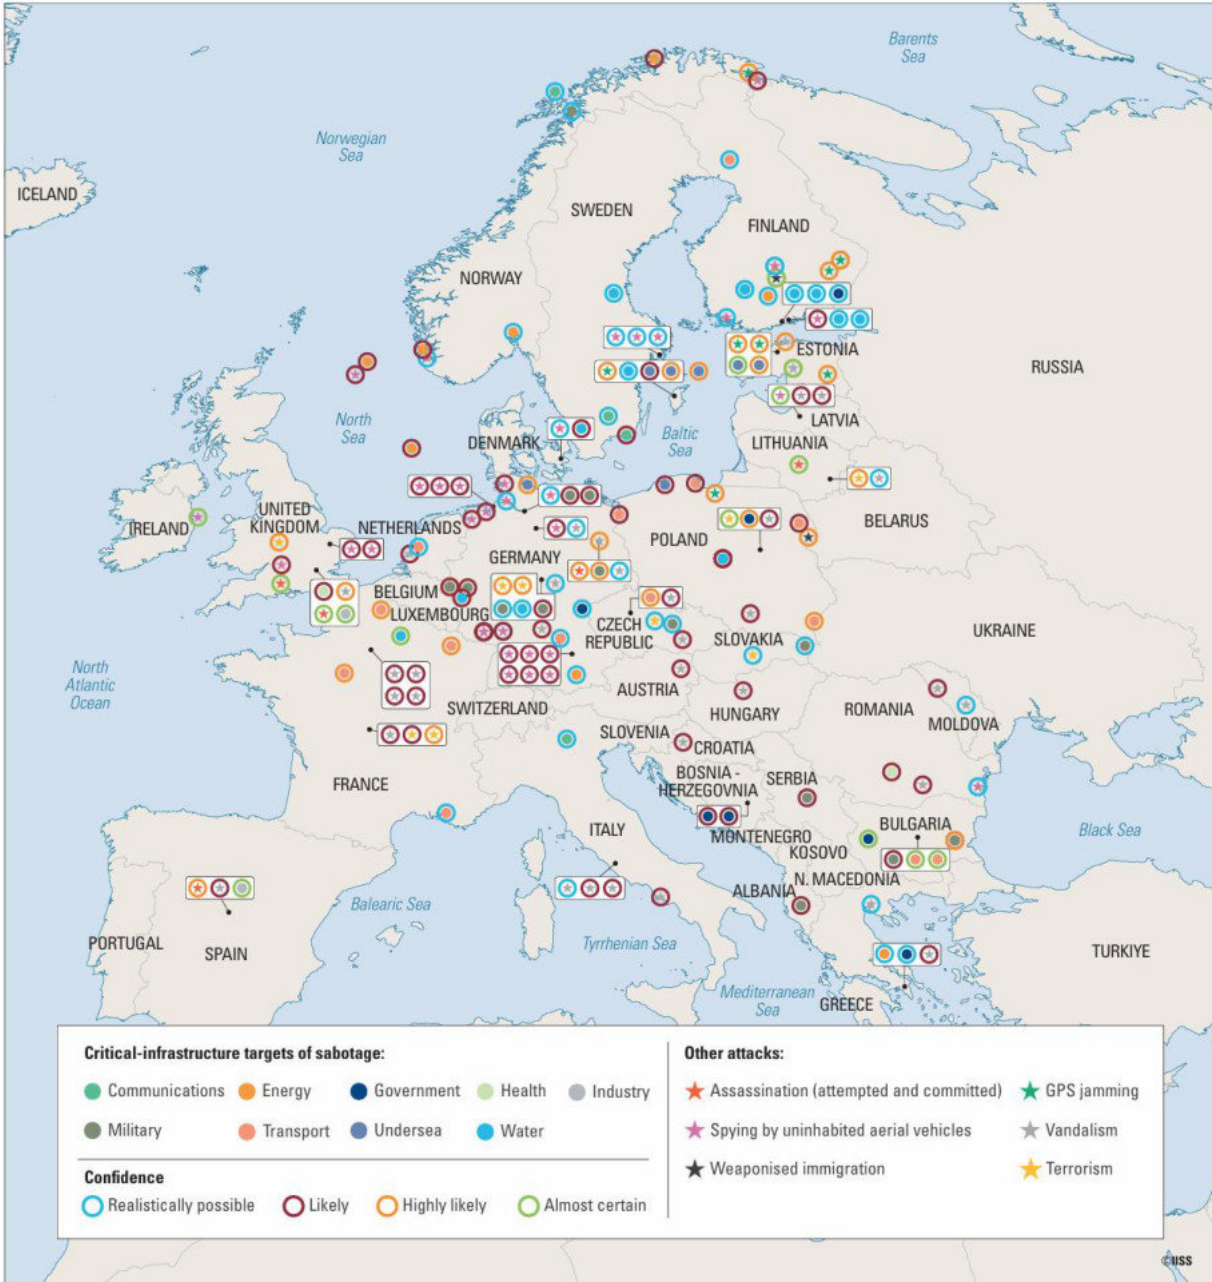 Barents
Sea
Norwegian
Sea
ICELAND
SWEDEN
FINLAND
NORWAY
ESTONIA
RUSSIA
North
Sea
LATVIA
DENMARK
Baltic
Sea
LITHUANIA
UNITED
KINGDOM
IRELAND
NETHERLANDS
BELARUS
POLAND
GERMANY
BELGIUM
LUXEMBOURG
CZECH
REPUBLIC
SLOVAKIA
UKRAINE
North
Atlantic
Ocean
AUSTRIA
SWITZERLAND
HUNGARY
ROMANIA
MOLDOVA
SLOVENIA
CROATIA
FRANCE
BOSNIA -
HERZEGOVNIA
SERBIA
ITALY
MONTENEGRO
BULGARIA
Black Sea
KOSOVO
N. MACEDONIA
ALBANIA
Balearic Sea
PORTUGAL
SPAIN
Tyrrhenian Sea
TURKIYE
Mediterranean
Sea
GREECE
Critical-infrastructure targets of sabotage:
Communications
Energy
Government
Health
Industry
Military
Transport
Undersea
Water
Confidence
Realistically possible
Likely
Highly likely
Almost certain
Other attacks:
Assassination (attempted and committed)
GPS jamming
Spying by uninhabited aerial vehicles
Vandalism
Weaponised immigration
Terrorism
©IISS